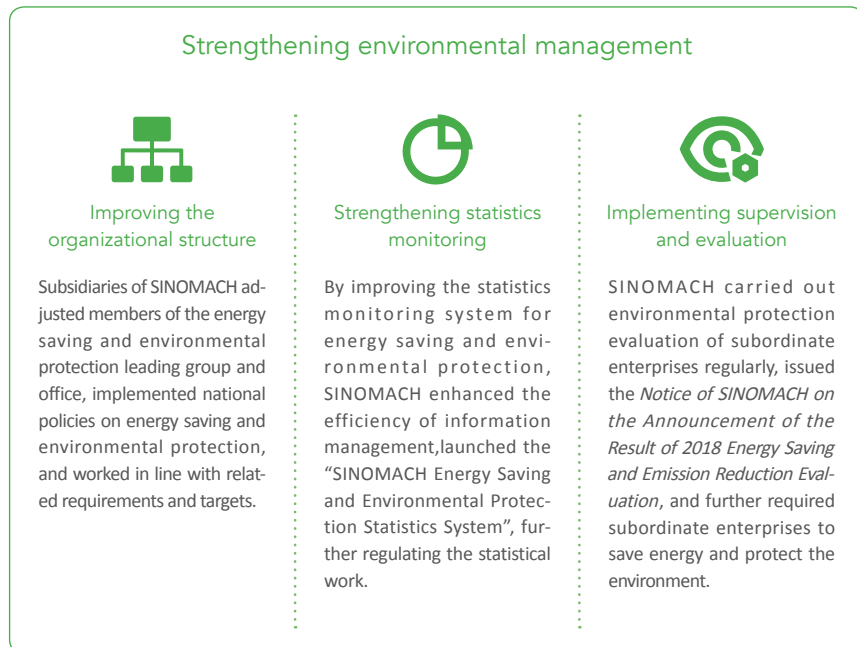 Strengthening environmental management
Improving the
organizational structure
Subsidiaries of SINOMACH ad-
justed members of the energy
saving and environmental
protection leading group and
office, implemented national
policies on energy saving and
environmental protection,
and worked in line with relat-
ed requirements and targets.
Strengthening statistics
monitoring
By improving the statistics
monitoring system for
energy saving and envi-
ronmental protection,
SINOMACH enhanced the
efficiency of information
management,launched the
“SINOMACH Energy Saving
and Environmental Protec-
tion Statistics System”, fur-
ther regulating the statistical
work.
Implementing supervision
and evaluation
SINOMACH carried out
environmental protection
evaluation of subordinate
enterprises regularly, issued
the Notice of SINOMACH on
the Announcement of the
Result of 2018 Energy Saving
and Emission Reduction Eval-
uation, and further required
subordinate enterprises to
save energy and protect the
environment.